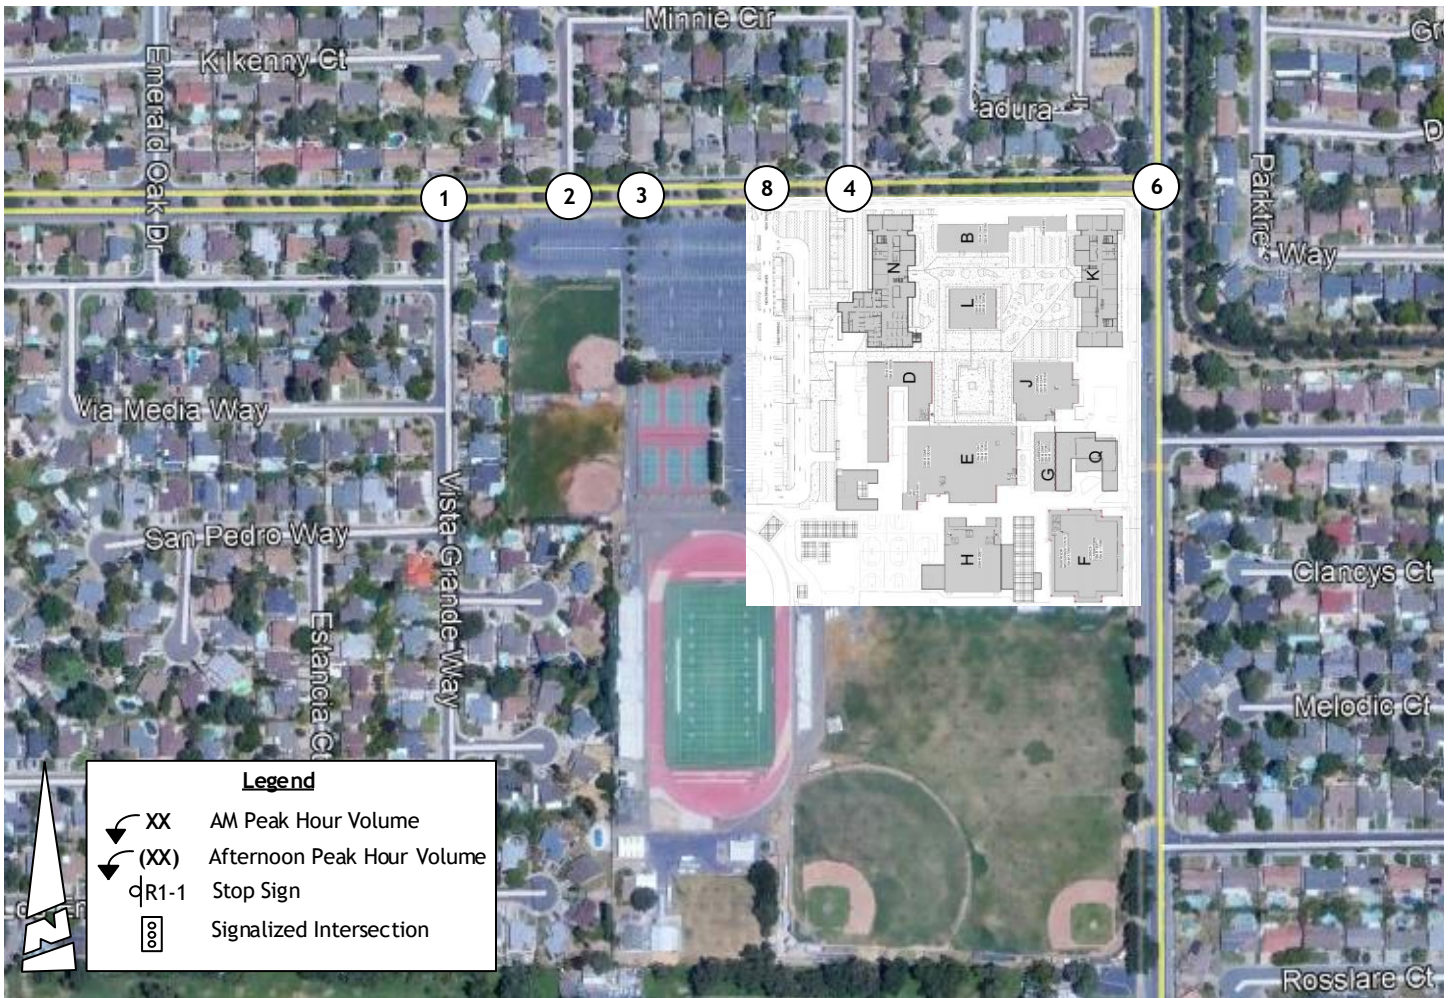 Minnie Cir
Kilkenny Ct
Emerald Oak Dr
adura
Parkfire Way
1
2
3
8
4
6
B
N
K
L
D
J
E
G
Q
H
F
Via Media Way
San Pedro Way
Vista Grande Way
Estancia Ct
Clancys Ct
Melodic Ct
Rosslare Ct
Legend
XX AM Peak Hour Volume
(XX) Afternoon Peak Hour Volume
R1-1 Stop Sign
Signalized Intersection